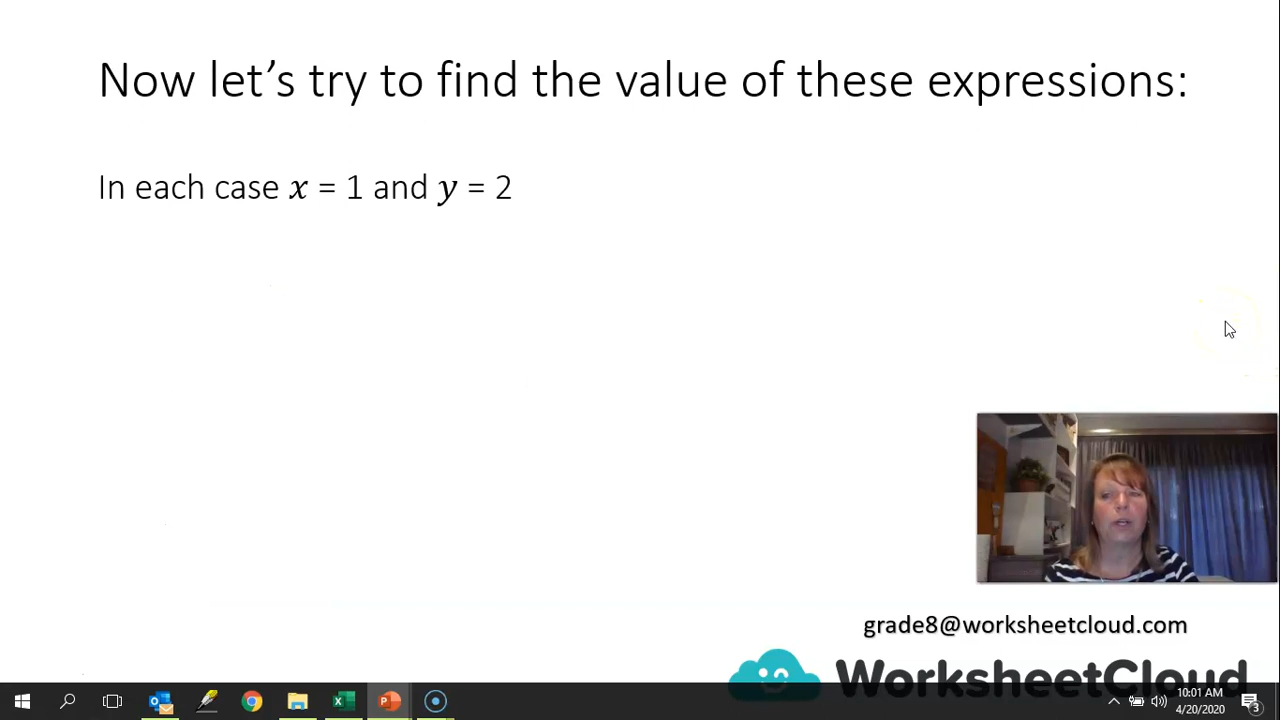 Now let’s try to find the value of these expressions:
In each case x = 1 and y = 2
grade8@worksheetcloud.com
WorksheetCloud
10:01 AM
4/20/2020
3